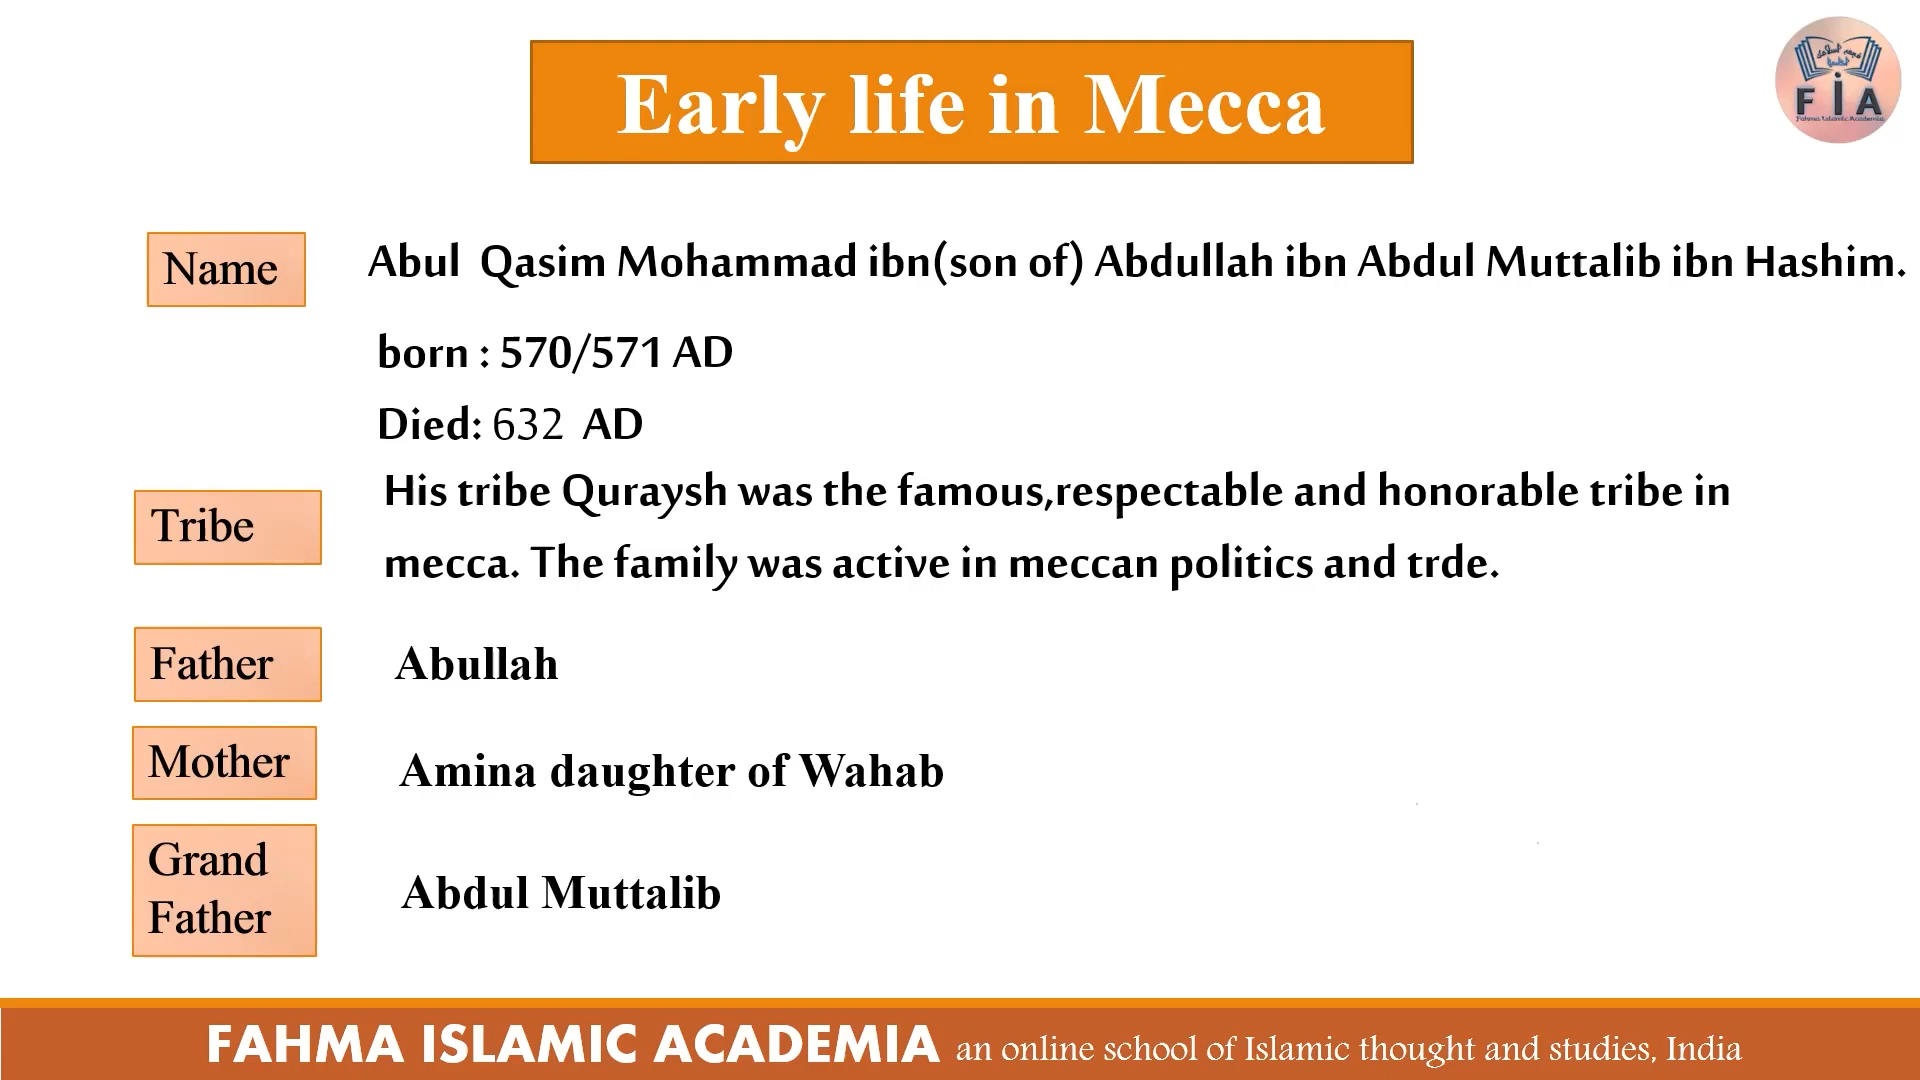 Early life in Mecca
F i A
Fahma Islamic Academia
Name
Abul Qasim Mohammad ibn(son of) Abdullah ibn Abdul Muttalib ibn Hashim.
born : 570/571 AD
Died: 632 AD
Tribe
His tribe Quraysh was the famous,respectable and honorable tribe in
mecca. The family was active in meccan politics and trde.
Father
Abullah
Mother
Amina daughter of Wahab
Grand
Father
Abdul Muttalib
FAHMA ISLAMIC ACADEMIA an online school of Islamic thought and studies, India